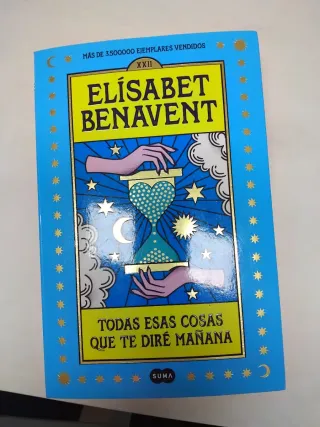 MÁS DE 3.500.000 EJEMPLARES VENDIDOS
XXII
ELÍSABET
BENAVENT
TODAS ESAS COSAS
QUE TE DIRÉ MAÑANA
SUMA